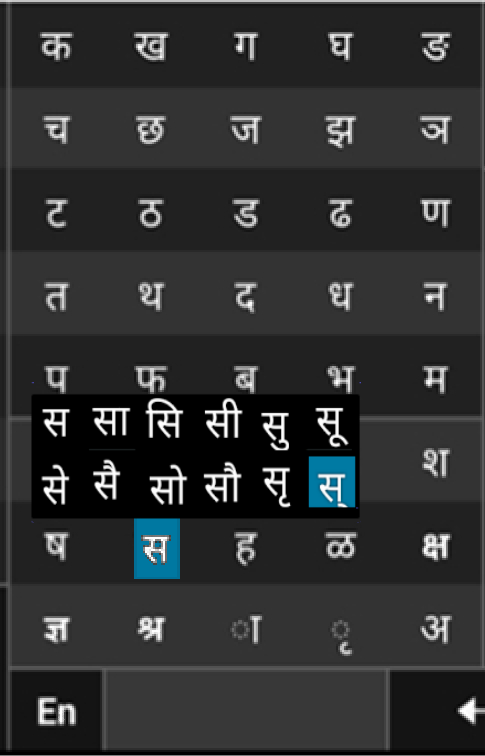 क ख ग घ ङ
च छ ज झ ञ
ट ठ ड ढ ण
त थ द ध न
प फ ब भ म
स सा सि सी सु सू
श
से सै सो सौ सृ स्
ष स ह ळ क्ष
ज्ञ श्र ा ृ अ
En ←